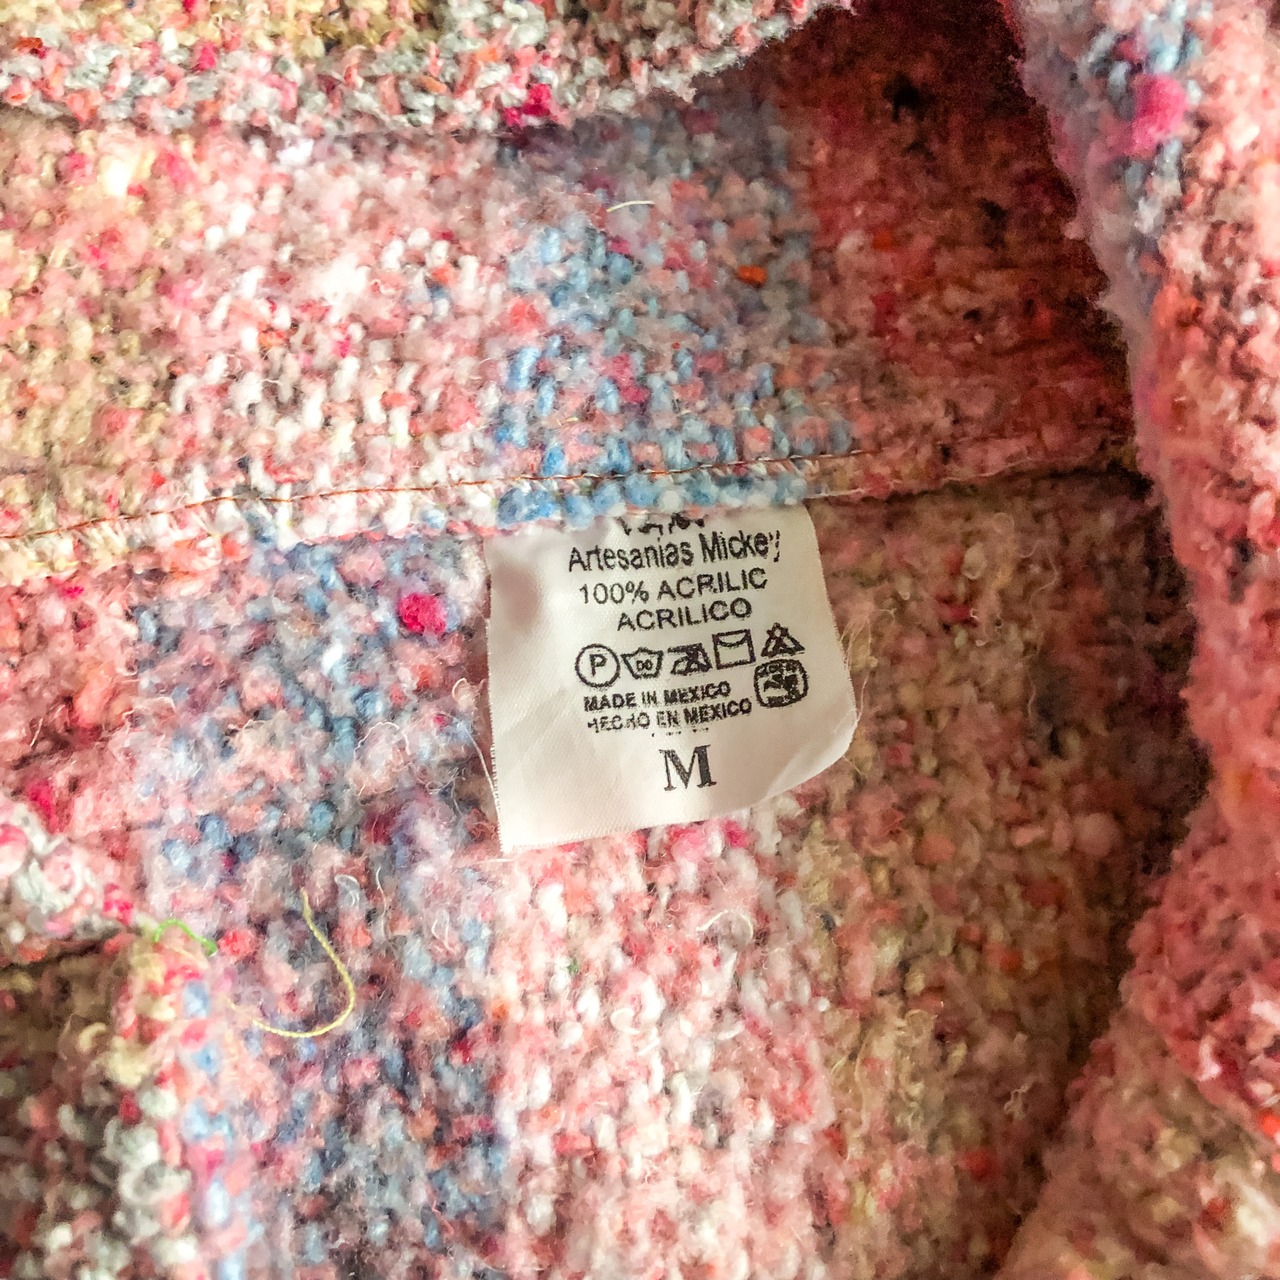 Artesanias Mickey
100% ACRILIC
ACRILICO
P
MADE IN MEXICO
HECHO EN MEXICO
M